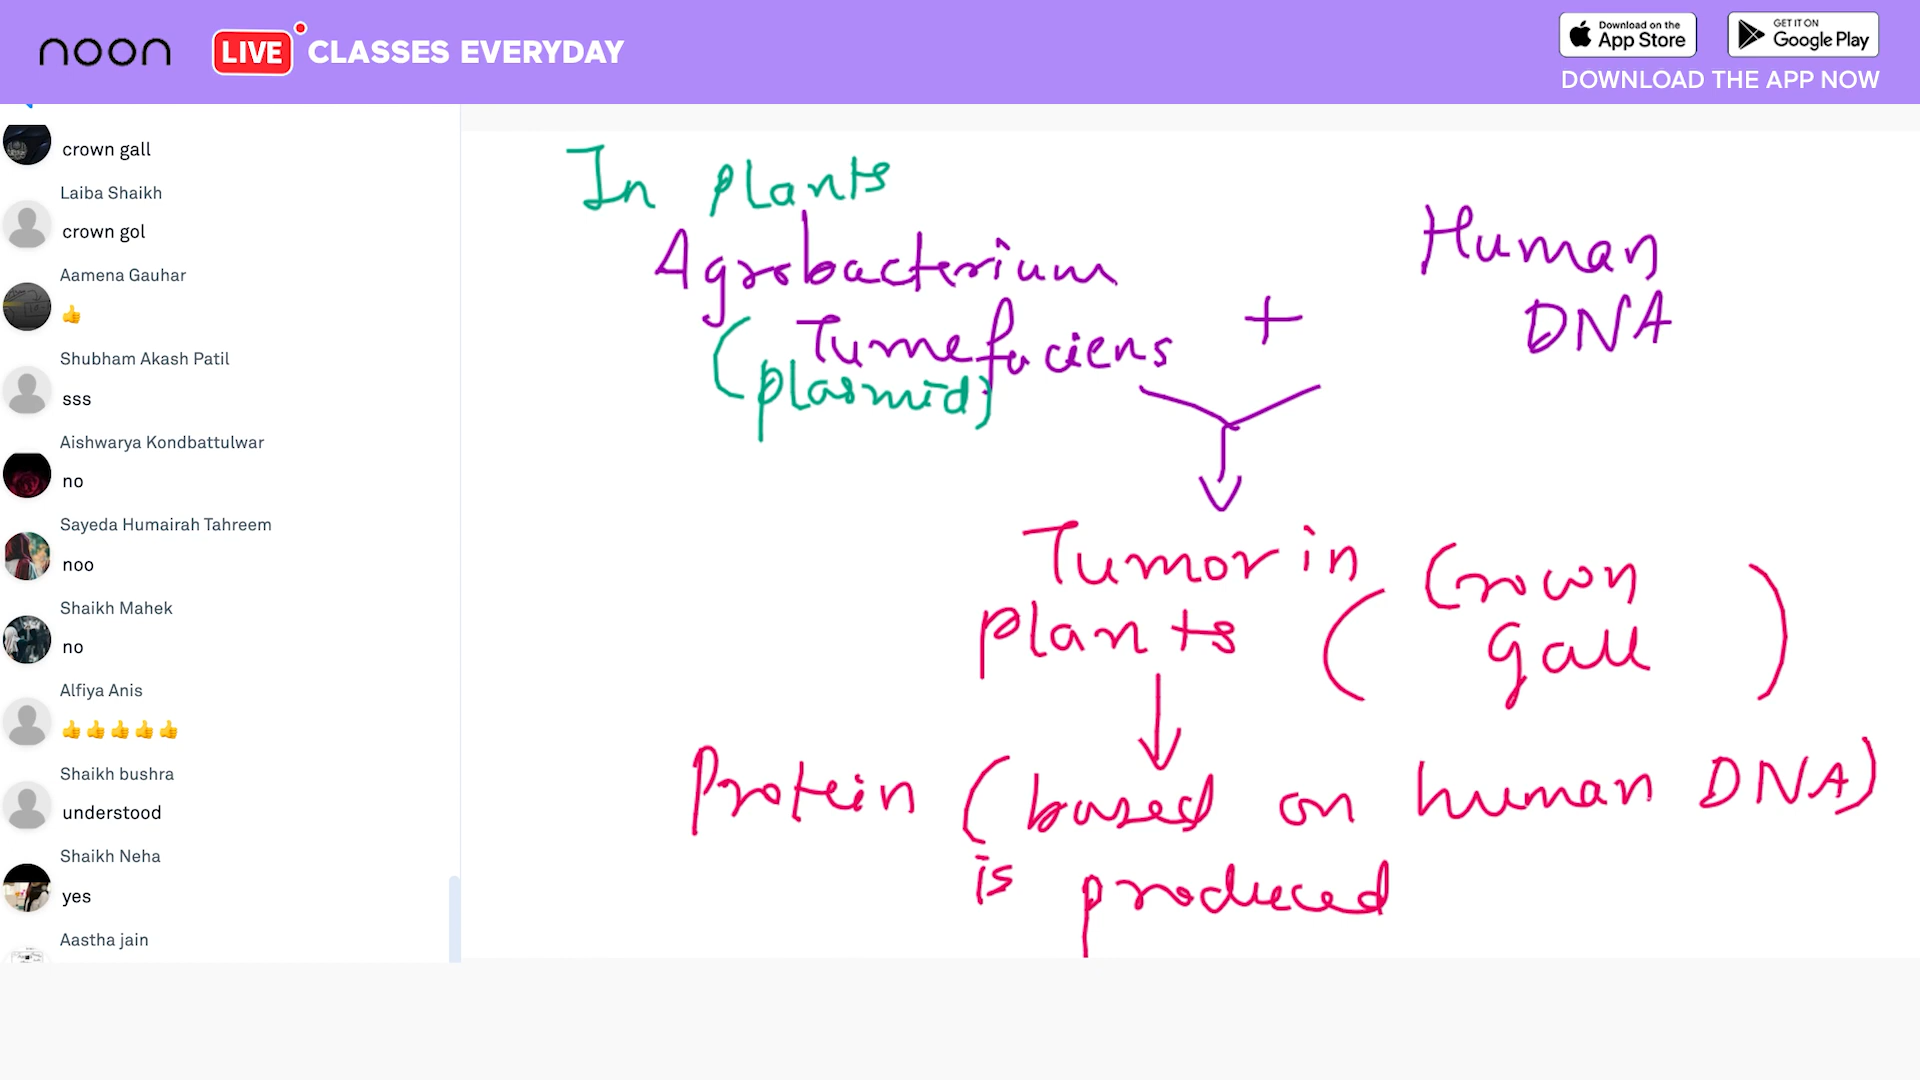 noon LIVE CLASSES EVERYDAY
Download on the App Store
GET IT ON Google Play
DOWNLOAD THE APP NOW
crown gall
Laiba Shaikh
crown gol
Aamena Gauhar
👍
Shubham Akash Patil
sss
Aishwarya Kondbattulwar
no
Sayeda Humairah Tahreem
noo
Shaikh Mahek
no
Alfiya Anis
👍👍👍👍👍
Shaikh bushra
understood
Shaikh Neha
yes
Aastha jain
In plants
Agrobacterium
Tumefaciens
(plasmid)
+
Human
DNA
Tumor in
plants (Crown
gall)
Protein (based on human DNA)
is produced